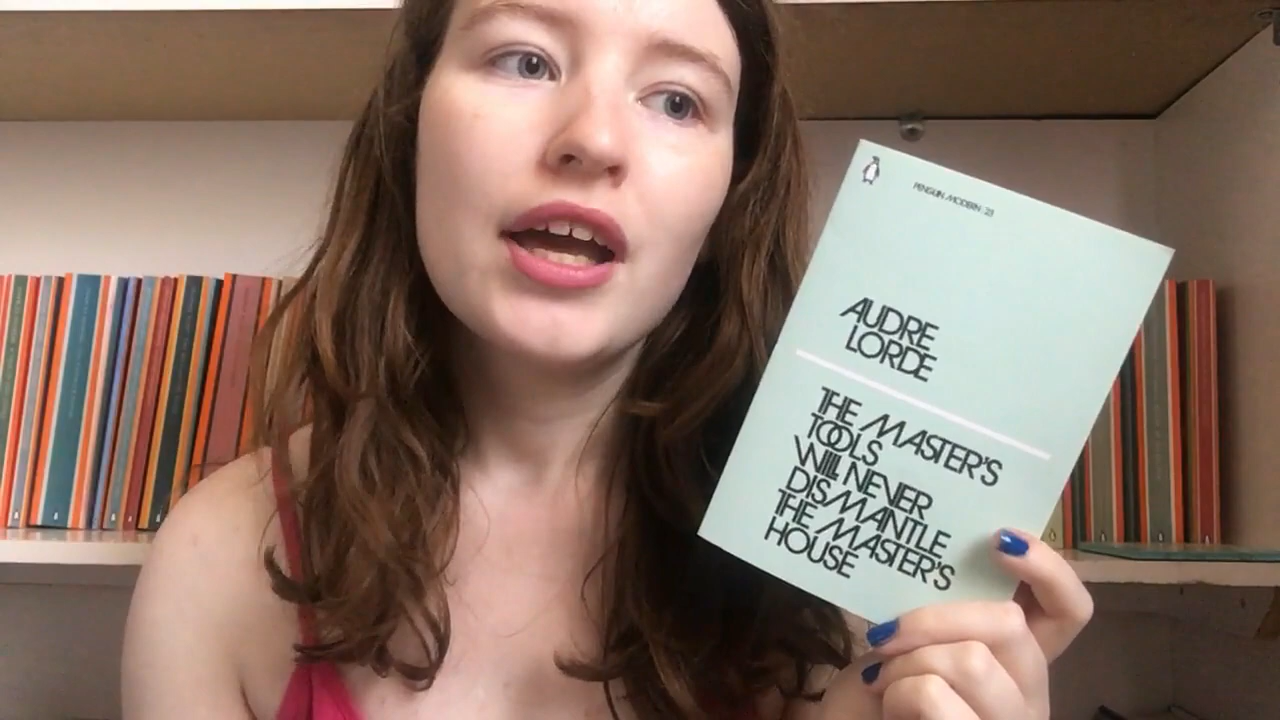 PENGUIN MODERN: 23
AUDRE
LORDE
THE MASTER'S
TOOLS
WILL NEVER
DISMANTLE
THE MASTER'S
HOUSE